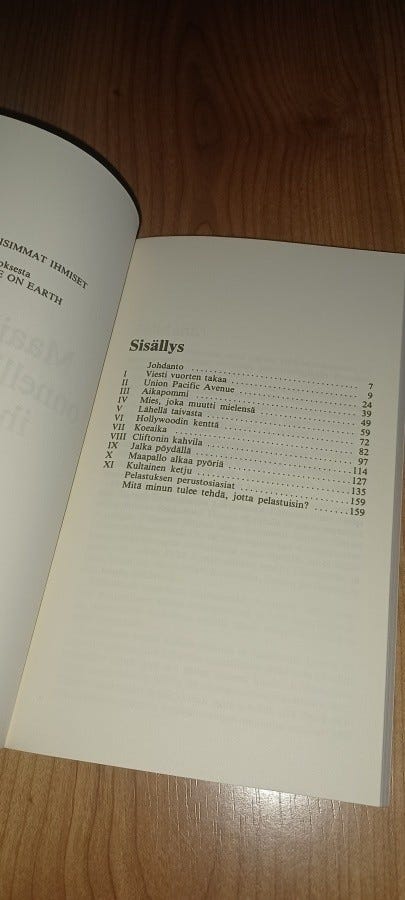 ISIMMAT IHMISET
oksesta
E ON EARTH
Sisällys
Johdanto .......... 7
I Viesti vuorten takaa .......... 9
II Union Pacific Avenue .......... 24
III Aikapommi .......... 39
IV Mies, joka muutti mielensä .......... 49
V Lähellä taivasta .......... 59
VI Hollywoodin kenttä .......... 72
VII Koeaika .......... 82
VIII Cliftonin kahvila .......... 97
IX Jalka pöydällä .......... 114
X Maapallo alkaa pyöriä .......... 127
XI Kultainen ketju .......... 135
Pelastuksen perustosiasiat .......... 159
Mitä minun tulee tehdä, jotta pelastuisin? ...... 159